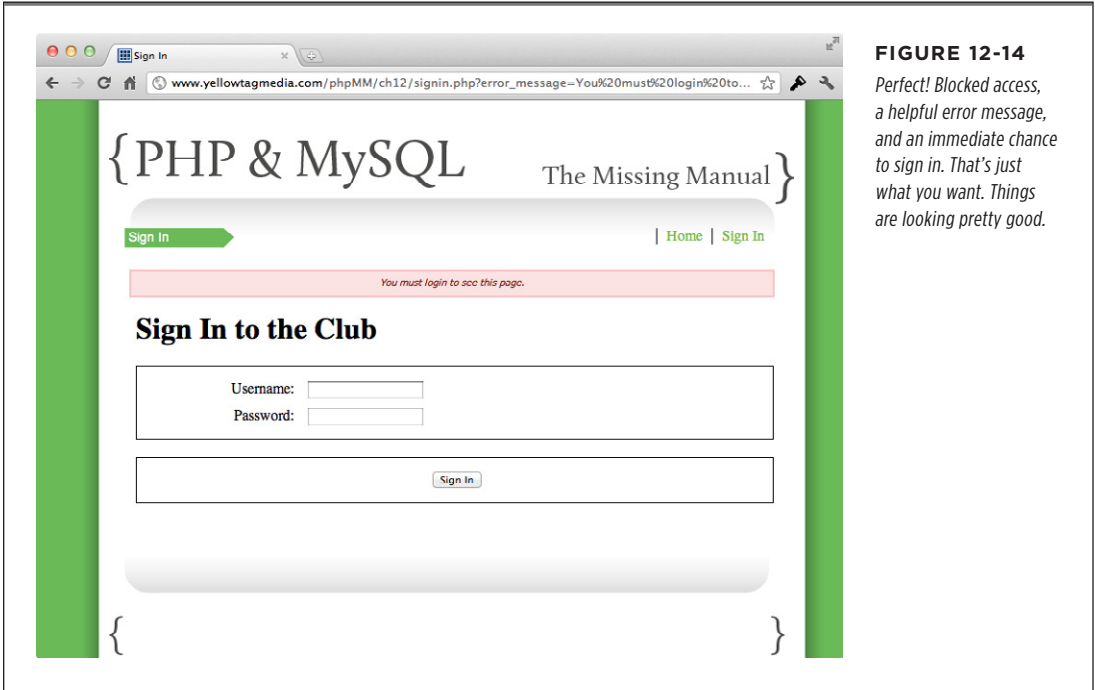 Sign In
www.yellowtagmedia.com/phpMM/ch12/signin.php?error_message=You%20must%20login%20to...
{PHP & MySQL
The Missing Manual}
Sign In
| Home | Sign In
You must login to see this page.
Sign In to the Club
Username:
Password:
Sign In
{ }
FIGURE 12-14
Perfect! Blocked access,
a helpful error message,
and an immediate chance
to sign in. That's just
what you want. Things
are looking pretty good.